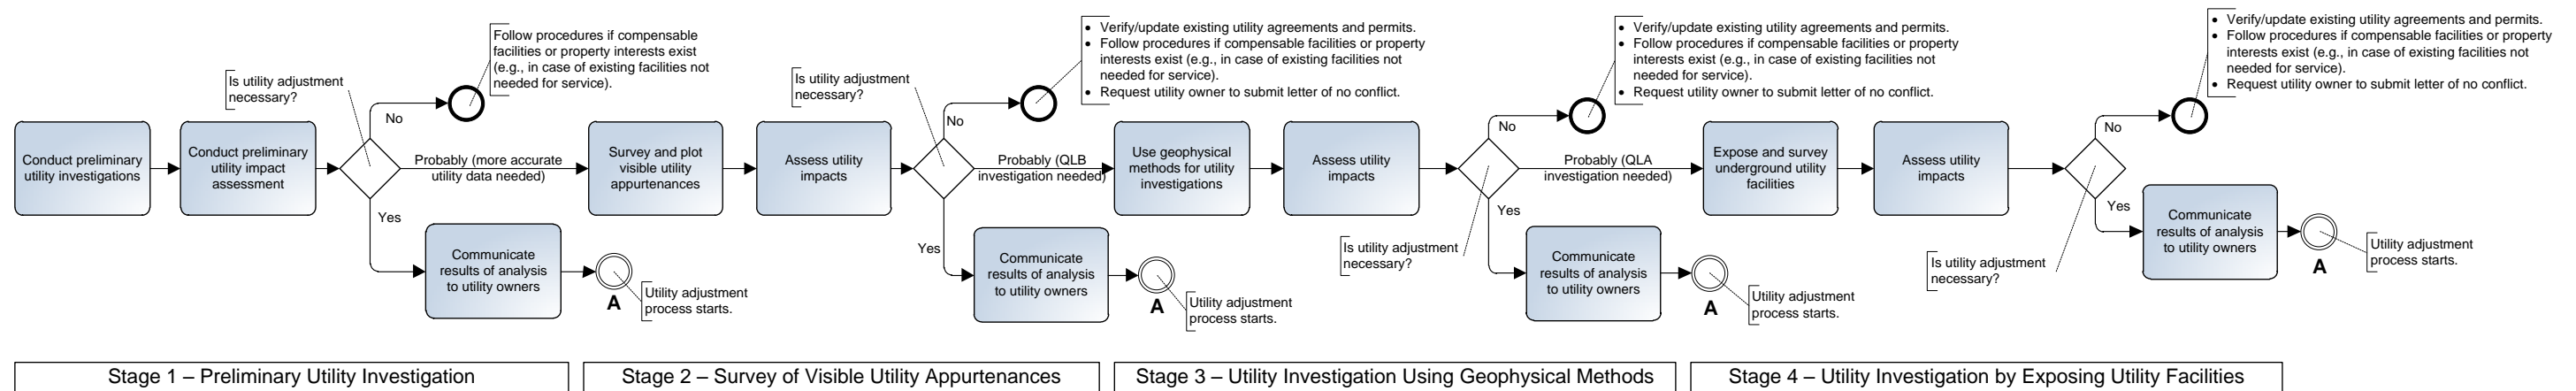 Conduct preliminary
utility investigations
Conduct preliminary
utility impact
assessment
Is utility adjustment
necessary?
No
Follow procedures if compensable
facilities or property interests exist
(e.g., in case of existing facilities not
needed for service).
Probably (more accurate
utility data needed)
Yes
Communicate
results of analysis
to utility owners
A
Utility adjustment
process starts.
Survey and plot
visible utility
appurtenances
Assess utility
impacts
Is utility adjustment
necessary?
No
• Verify/update existing utility agreements and permits.
• Follow procedures if compensable facilities or property
interests exist (e.g., in case of existing facilities not
needed for service).
• Request utility owner to submit letter of no conflict.
Probably (QLB
investigation needed)
Yes
Communicate
results of analysis
to utility owners
A
Utility adjustment
process starts.
Use geophysical
methods for utility
investigations
Assess utility
impacts
Is utility adjustment
necessary?
No
• Verify/update existing utility agreements and permits.
• Follow procedures if compensable facilities or property
interests exist (e.g., in case of existing facilities not
needed for service).
• Request utility owner to submit letter of no conflict.
Probably (QLA
investigation needed)
Yes
Communicate
results of analysis
to utility owners
A
Utility adjustment
process starts.
Expose and survey
underground utility
facilities
Assess utility
impacts
Is utility adjustment
necessary?
No
• Verify/update existing utility agreements and permits.
• Follow procedures if compensable facilities or property
interests exist (e.g., in case of existing facilities not
needed for service).
• Request utility owner to submit letter of no conflict.
Yes
Communicate
results of analysis
to utility owners
A
Utility adjustment
process starts.
Stage 1 – Preliminary Utility Investigation
Stage 2 – Survey of Visible Utility Appurtenances
Stage 3 – Utility Investigation Using Geophysical Methods
Stage 4 – Utility Investigation by Exposing Utility Facilities